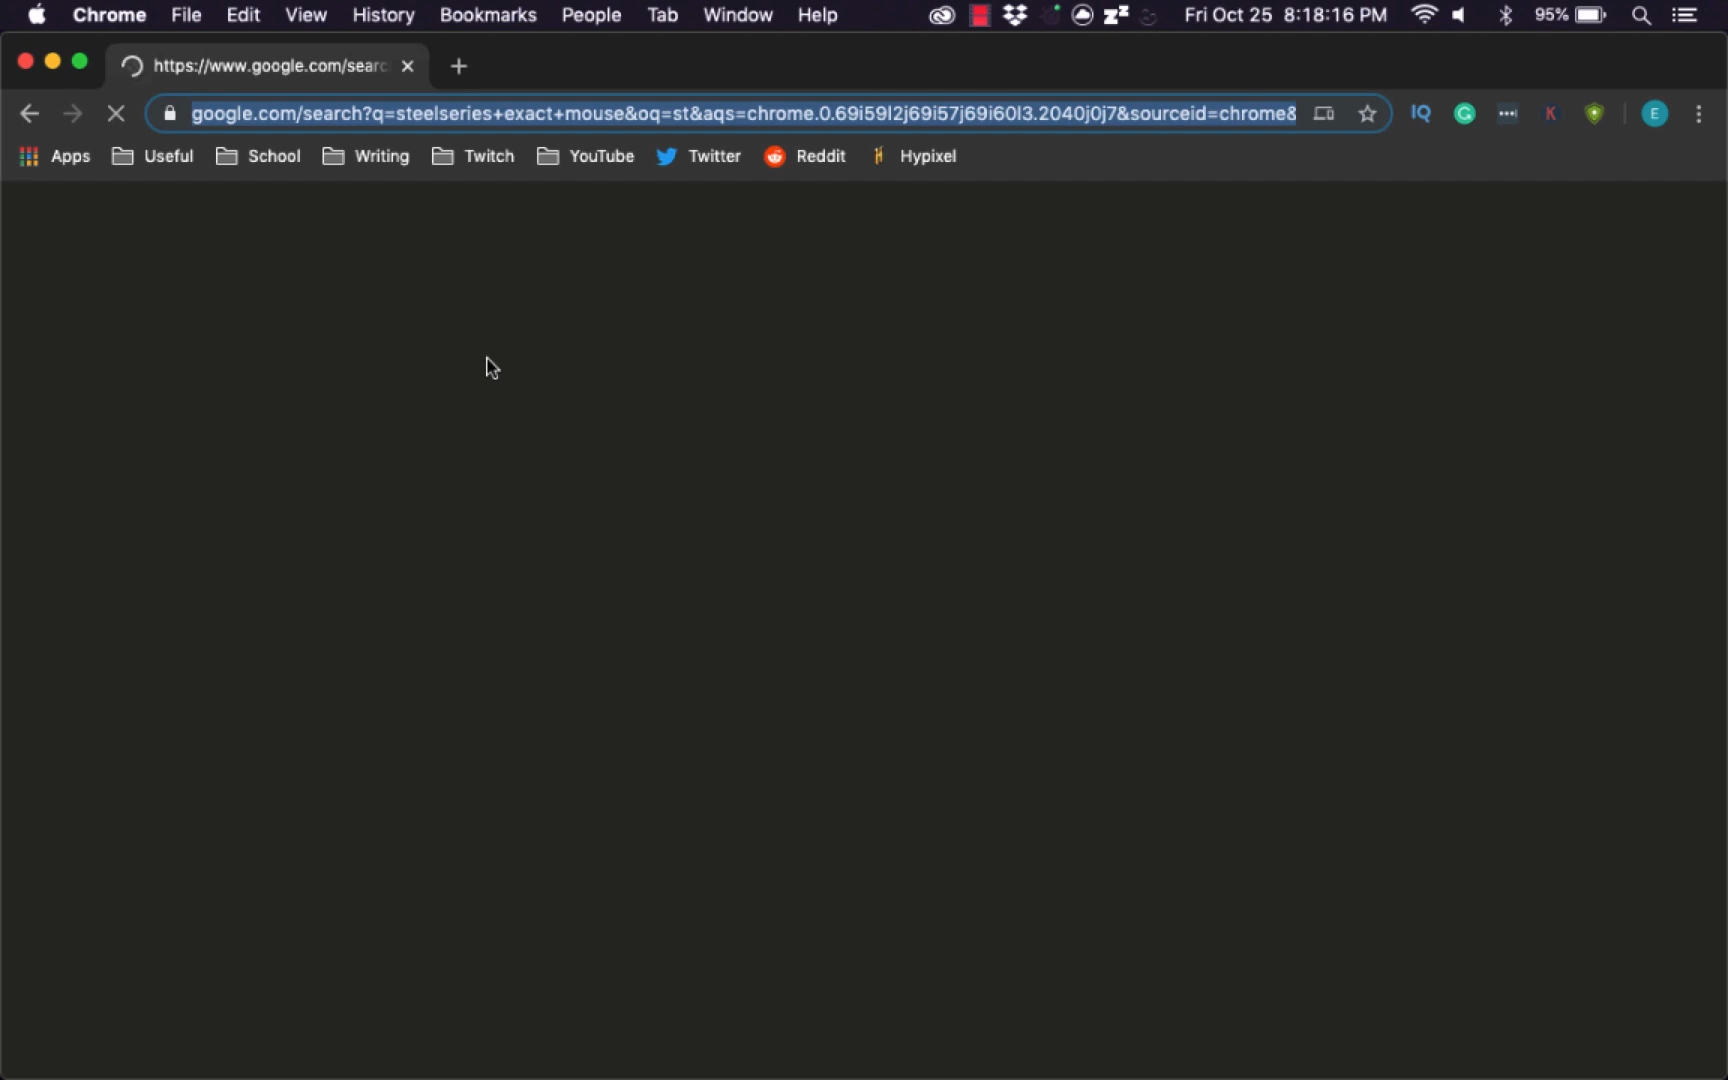 Chrome File Edit View History Bookmarks People Tab Window Help Fri Oct 25 8:18:16 PM 95%
https://www.google.com/searc
google.com/search?q=steelseries+exact+mouse&oq=st&aqs=chrome.0.69i59l2j69i57j69i60l3.2040j0j7&sourceid=chrome& IQ G K E
Apps Useful School Writing Twitch YouTube Twitter Reddit Hypixel